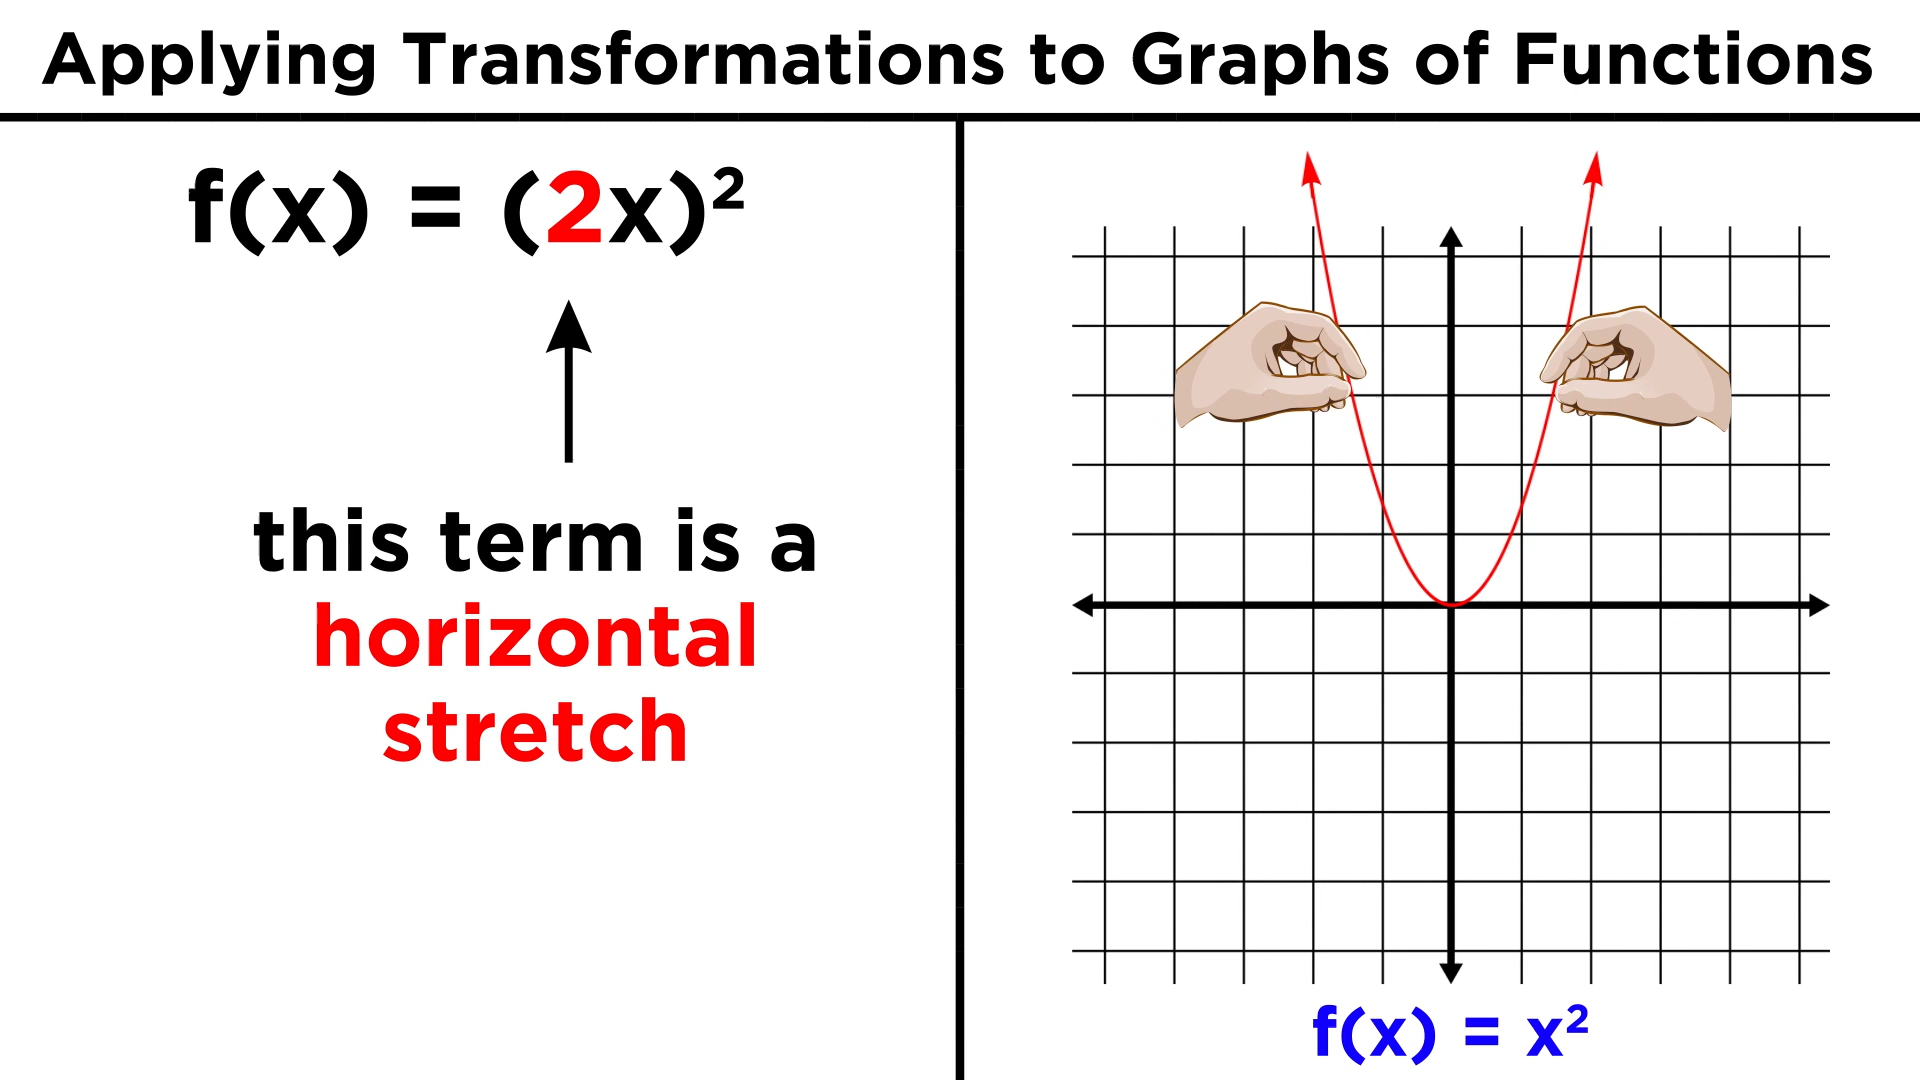 Applying Transformations to Graphs of Functions
f(x) = (2x)²
this term is a
horizontal
stretch
f(x) = x²